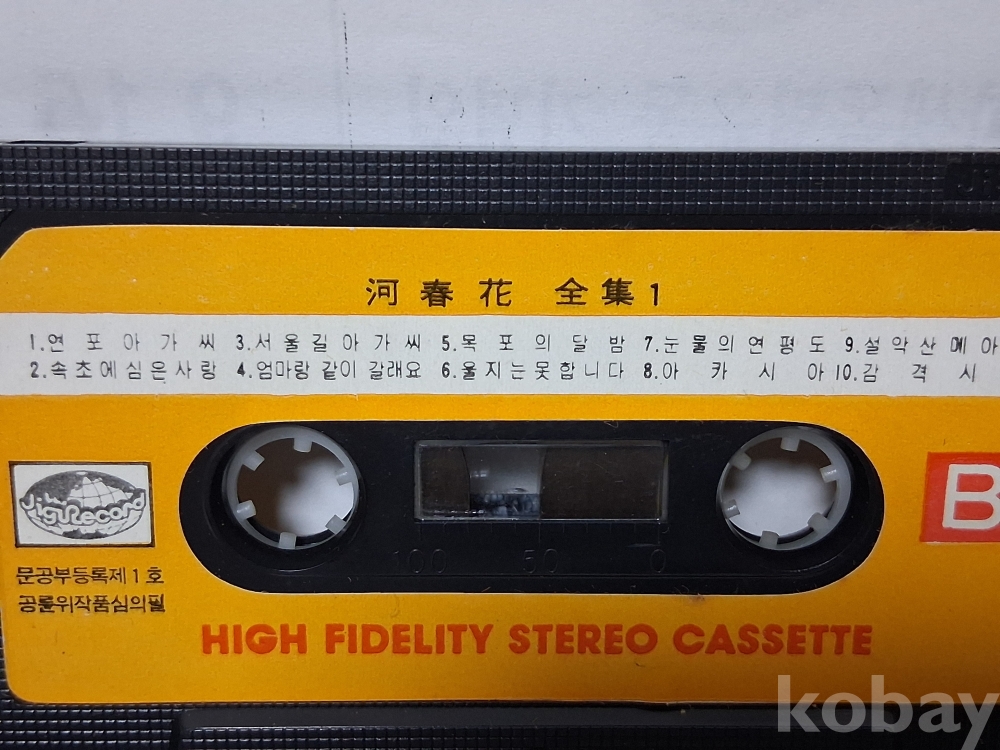 河春花 全集1
1.연포아가씨 3.서울길아가씨 5.목포의달밤 7.눈물의연평도 9.설악산메아
2.속초에심은사랑 4.엄마랑 같이 갈래요 6.울지는못합니다 8.아카시아 10.감격시
B
Jigu Record
100 50 0
문공부등록제1호
공륜위작품심의필
HIGH FIDELITY STEREO CASSETTE
kobay